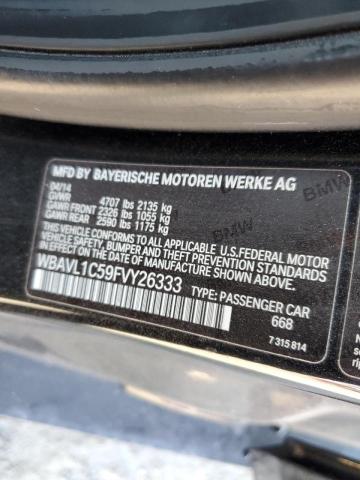 MFD BY BAYERISCHE MOTOREN WERKE AG
04/14
GVWR 4707 lbs 2135 kg
GAWR FRONT 2326 lbs 1055 kg
GAWR REAR 2590 lbs 1175 kg
THIS VEHICLE CONFORMS TO ALL APPLICABLE U.S.FEDERAL MOTOR
VEHICLE SAFETY, BUMPER, AND THEFT PREVENTION STANDARDS IN
EFFECT ON THE DATE OF MANUFACTURE SHOWN ABOVE.
WBAVL1C59FVY26333 TYPE: PASSENGER CAR
668
7 315 814
BMW
BMW
BMW